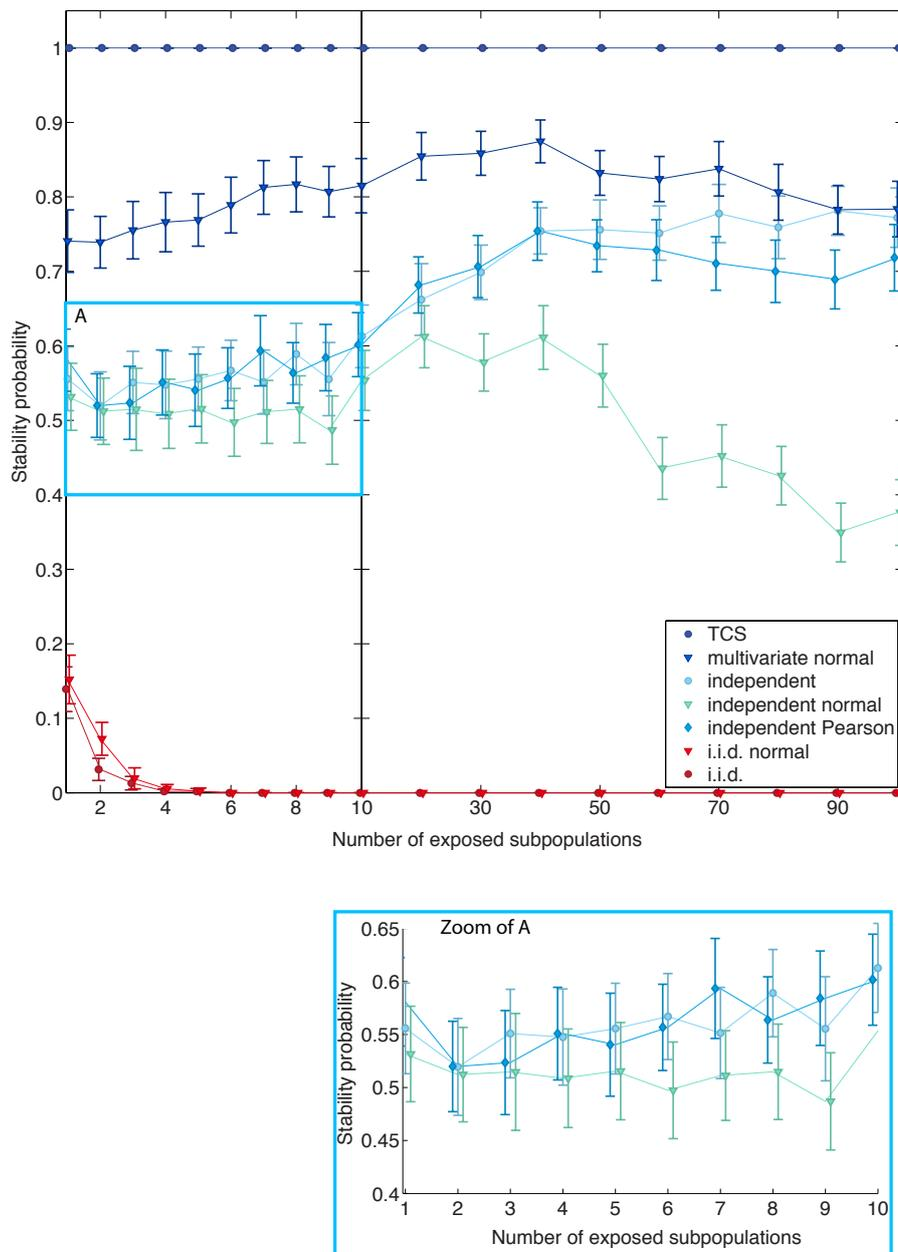 1
0.9
0.8
0.7
0.6
0.5
0.4
0.3
0.2
0.1
0
Stability probability
A
2 4 6 8 10 30 50 70 90
Number of exposed subpopulations
TCS
multivariate normal
independent
independent normal
independent Pearson
i.i.d. normal
i.i.d.
Zoom of A
0.65
0.6
0.55
0.5
0.45
0.4
Stability probability
1 2 3 4 5 6 7 8 9 10
Number of exposed subpopulations